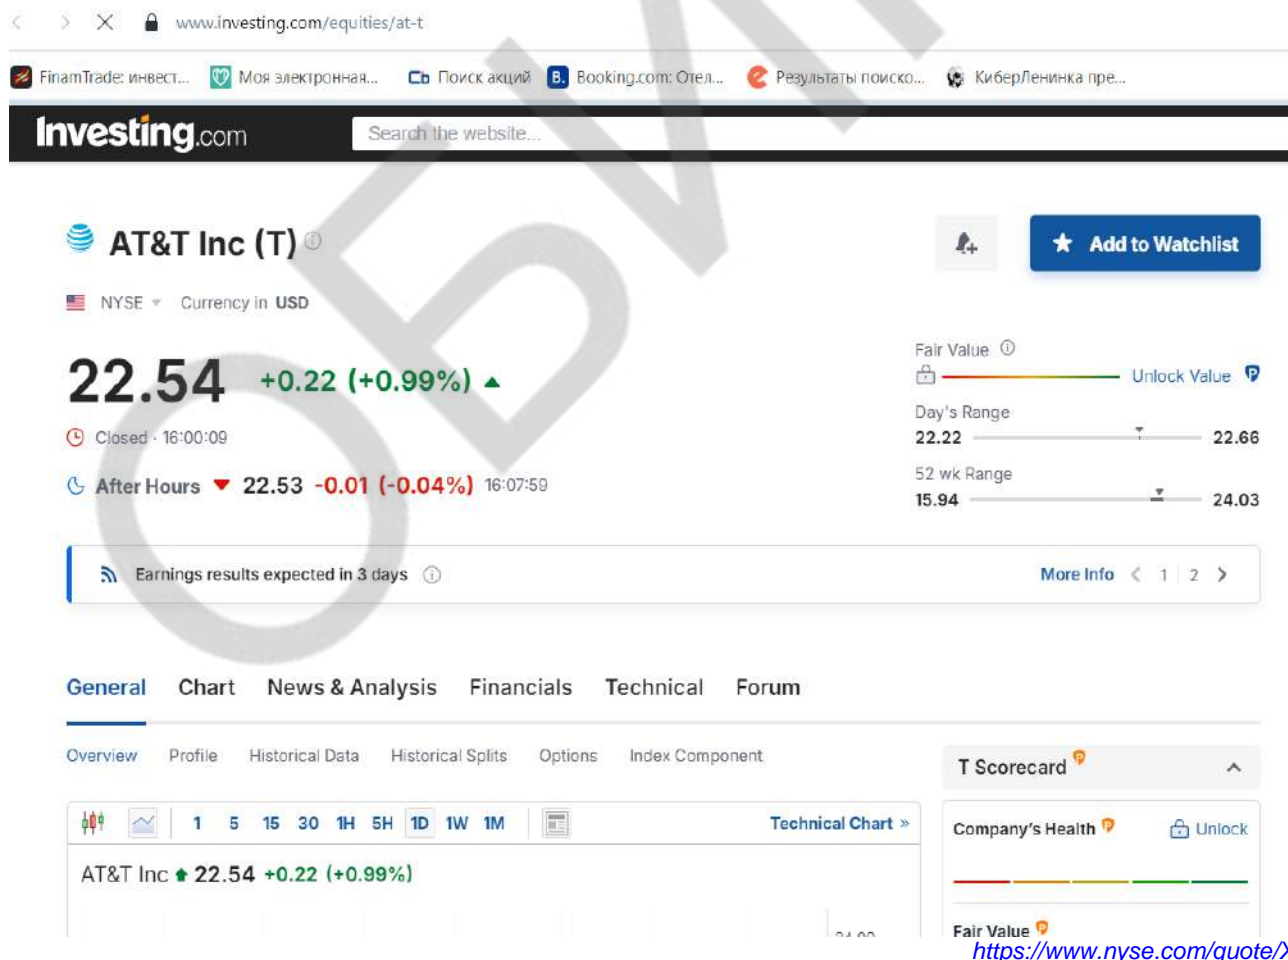 www.investing.com/equities/at-t
FinamTrade: инвест... Моя электронная... Поиск акций B. Booking.com: Отел... Результаты поиско... КиберЛенинка пре...
Investing.com Search the website...
AT&T Inc (T)
Add to Watchlist
NYSE Currency in USD
22.54 +0.22 (+0.99%)
Closed · 16:00:09
After Hours 22.53 -0.01 (-0.04%) 16:07:59
Fair Value
Unlock Value
Day's Range
22.22 22.66
52 wk Range
15.94 24.03
Earnings results expected in 3 days More Info 1 2
General Chart News & Analysis Financials Technical Forum
Overview Profile Historical Data Historical Splits Options Index Component
T Scorecard
1 5 15 30 1H 5H 1D 1W 1M Technical Chart »
Company's Health Unlock
AT&T Inc 22.54 +0.22 (+0.99%)
Fair Value
https://www.nyse.com/quote/X